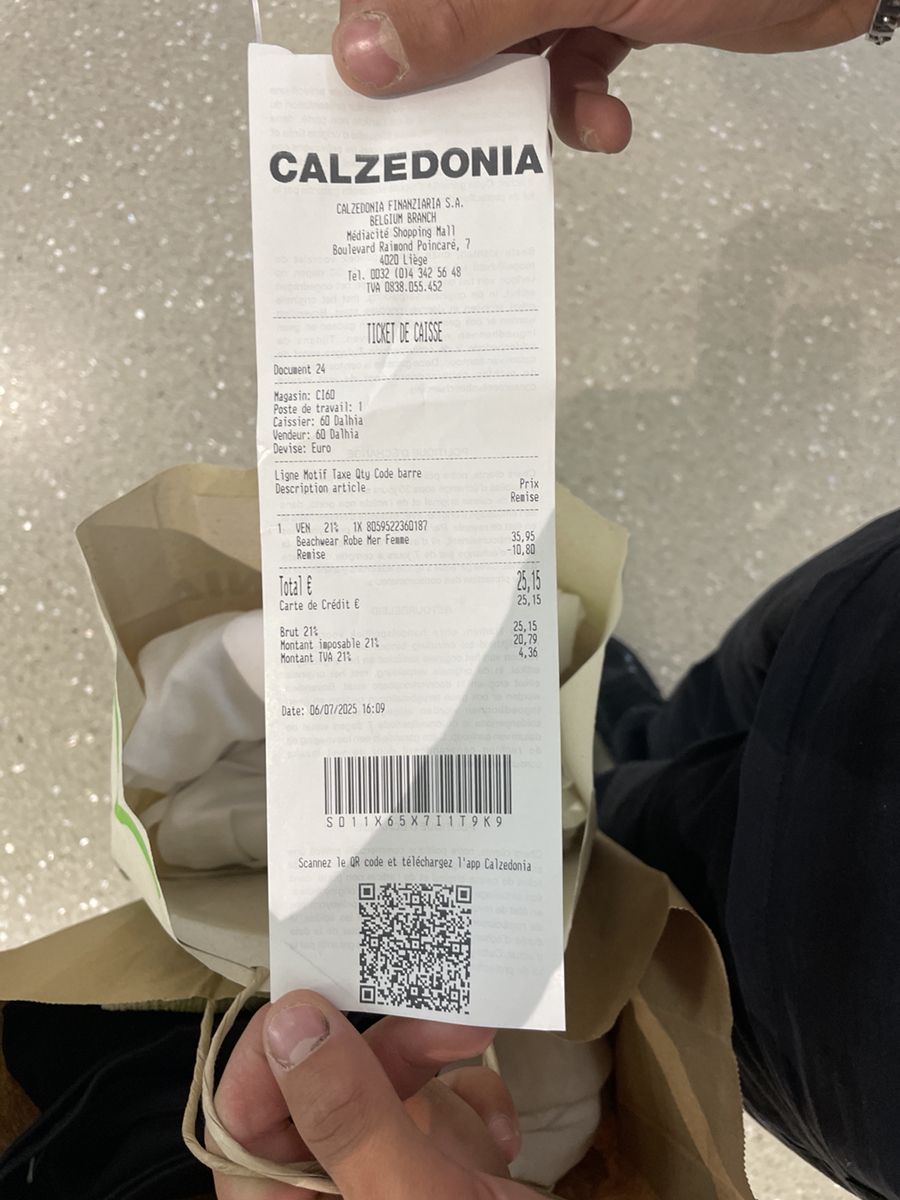 CALZEDONIA
CALZEDONIA FINANZIARIA S.A.
BELGIUM BRANCH
Médiacité Shopping Mall
Boulevard Raimond Poincaré, 7
4020 Liège
Tel. 0032 (0)4 342 56 48
TVA 0838.055.452
TICKET DE CAISSE
Document 24
Magasin: CI60
Poste de travail: 1
Caissier: 60 Dalhia
Vendeur: 60 Dalhia
Devise: Euro
Ligne Motif Taxe Qty Code barre
Description article Prix
Remise
1 VEN 21% 1X 8059522360187
Beachwear Robe Mer Femme 35,95
Remise -10,80
Total € 25,15
Carte de Crédit € 25,15
Brut 21% 25,15
Montant imposable 21% 20,79
Montant TVA 21% 4,36
Date: 06/07/2025 16:09
SD11X65X7I1T9K9
Scannez le QR code et téléchargez l'app Calzedonia